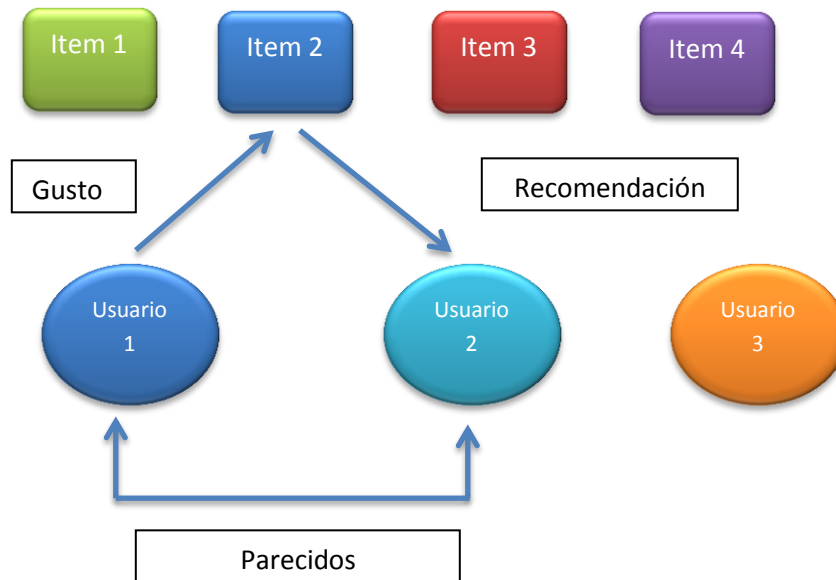 Item 1
Item 2
Item 3
Item 4
Gusto
Recomendación
Usuario
1
Usuario
2
Usuario
3
Parecidos